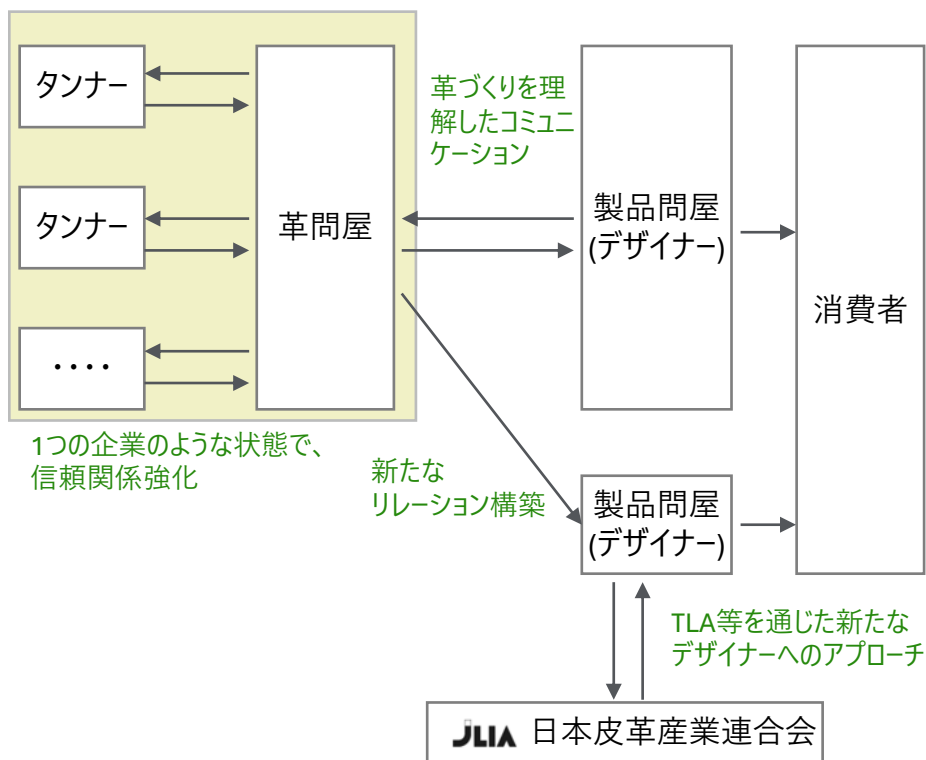 タンナー
タンナー
・・・・
革問屋
1つの企業のような状態で、
信頼関係強化
革づくりを理
解したコミュニ
ケーション
新たな
リレーション構築
製品問屋
(デザイナー)
製品問屋
(デザイナー)
消費者
TLA等を通じた新たな
デザイナーへのアプローチ
JLIA 日本皮革産業連合会